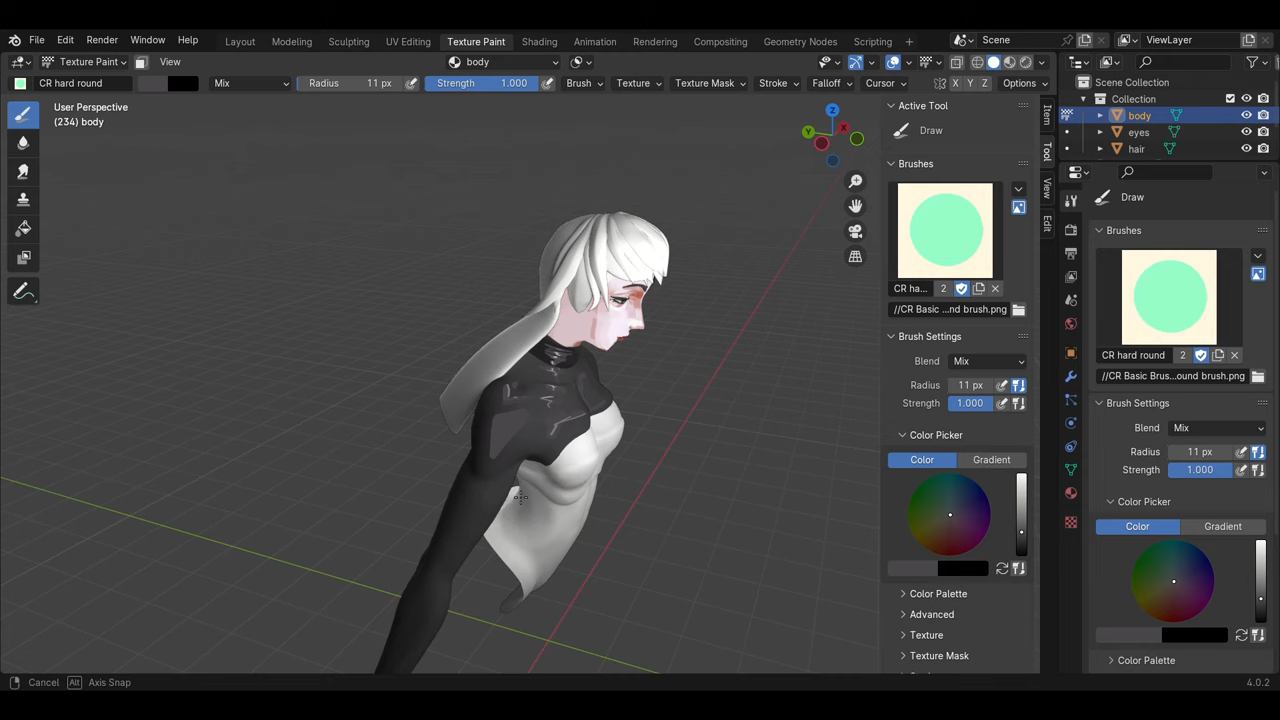 File Edit Render Window Help Layout Modeling Sculpting UV Editing Texture Paint Shading Animation Rendering Compositing Geometry Nodes Scripting Scene ViewLayer
Texture Paint View body
CR hard round Mix Radius 11 px Strength 1.000 Brush Texture Texture Mask Stroke Falloff Cursor X Y Z Options
User Perspective
(234) body
Z
X
Y
Active Tool
Draw
Brushes
CR ha... 2
//CR Basic ...nd brush.png
Brush Settings
Blend Mix
Radius 11 px
Strength 1.000
Color Picker
Color Gradient
Color Palette
Advanced
Texture
Texture Mask
Item
Tool
View
Edit
Scene Collection
Collection
body
eyes
hair
Draw
Brushes
CR hard round 2
//CR Basic Brus...ound brush.png
Brush Settings
Blend Mix
Radius 11 px
Strength 1.000
Color Picker
Color Gradient
Color Palette
Cancel Alt Axis Snap
4.0.2